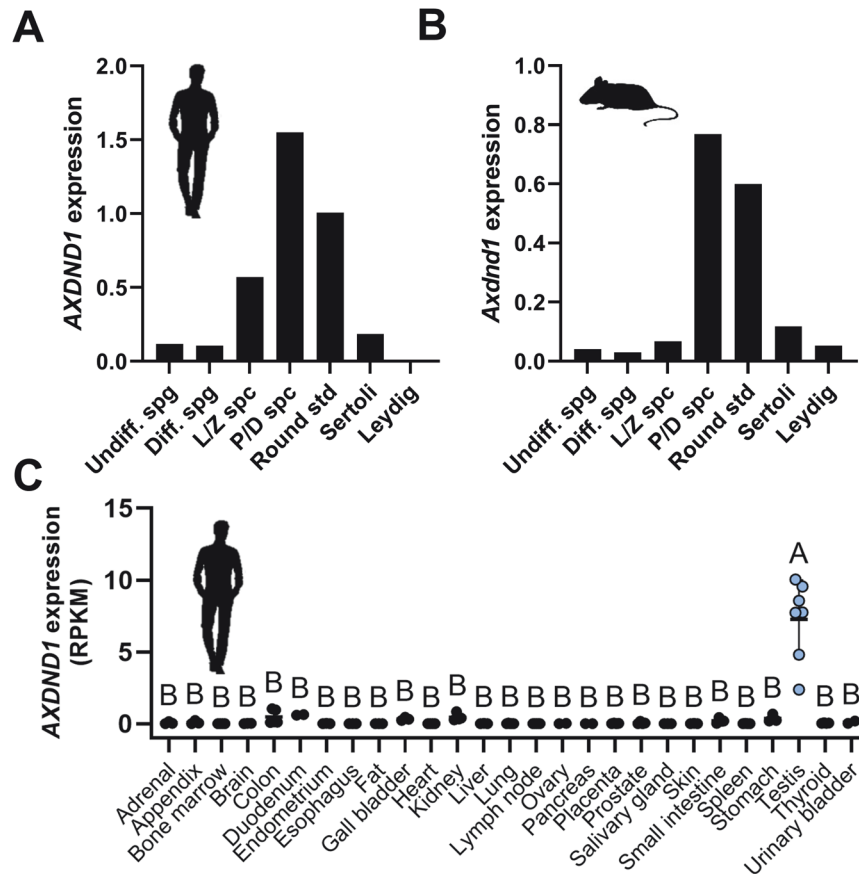 A
AXDND1 expression
2.0
1.5
1.0
0.5
0.0
Undiff. spg
Diff. spg
L/Z spc
P/D spc
Round std
Sertoli
Leydig
B
Axdnd1 expression
1.0
0.8
0.6
0.4
0.2
0.0
Undiff. spg
Diff. spg
L/Z spc
P/D spc
Round std
Sertoli
Leydig
C
AXDND1 expression
(RPKM)
15
10
5
0
B B B B B B B B B B B B B B B B B B B B B B B B A B B
Adrenal
Appendix
Bone marrow
Brain
Colon
Duodenum
Endometrium
Esophagus
Fat
Gall bladder
Heart
Kidney
Liver
Lung
Lymph node
Ovary
Pancreas
Placenta
Prostate
Salivary gland
Skin
Small intestine
Spleen
Stomach
Testis
Thyroid
Urinary bladder